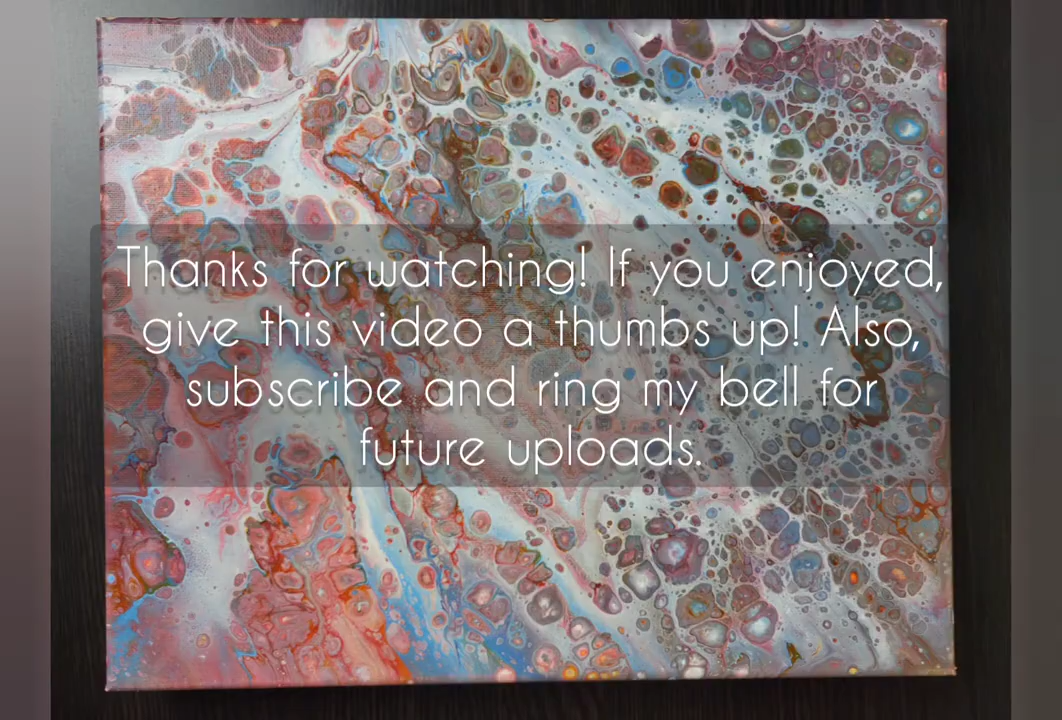 Thanks for watching! If you enjoyed,
give this video a thumbs up! Also,
subscribe and ring my bell for
future uploads.